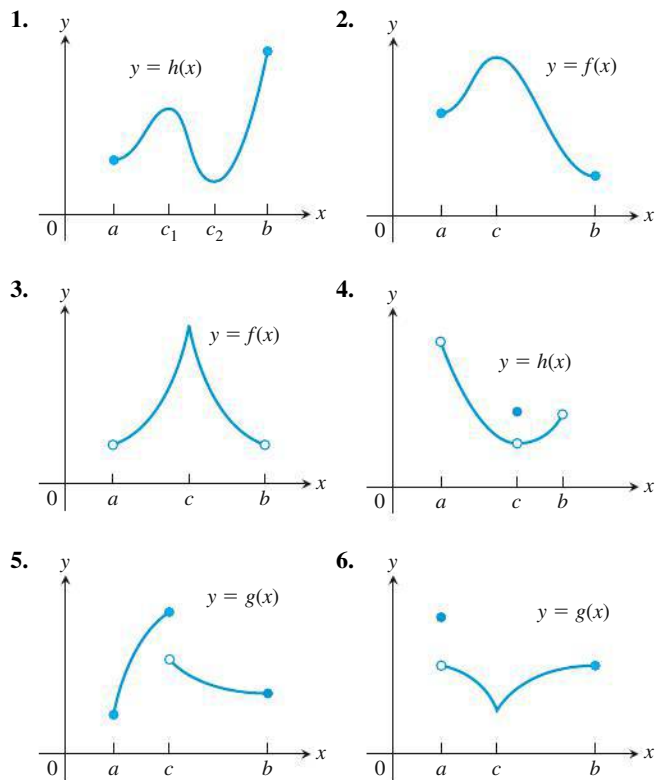 1.
y
y = h(x)
0 a c1 c2 b x
2.
y
y = f(x)
0 a c b x
3.
y
y = f(x)
0 a c b x
4.
y
y = h(x)
0 a c b x
5.
y
y = g(x)
0 a c b x
6.
y
y = g(x)
0 a c b x